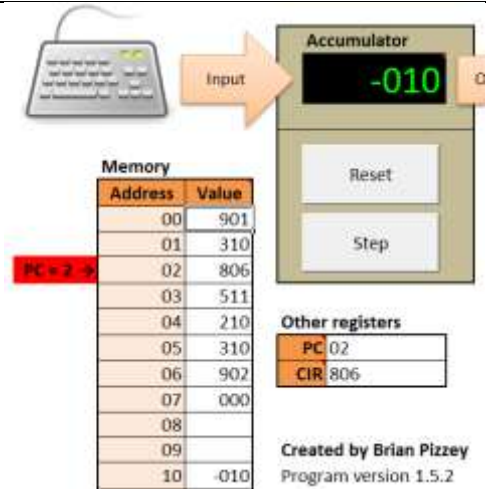 Input
Accumulator
-010
O
Reset
Step
Memory
Address Value
00 901
01 310
PC = 2 → 02 806
03 511
04 210
05 310
06 902
07 000
08
09
10 -010
Other registers
PC 02
CIR 806
Created by Brian Pizzey
Program version 1.5.2